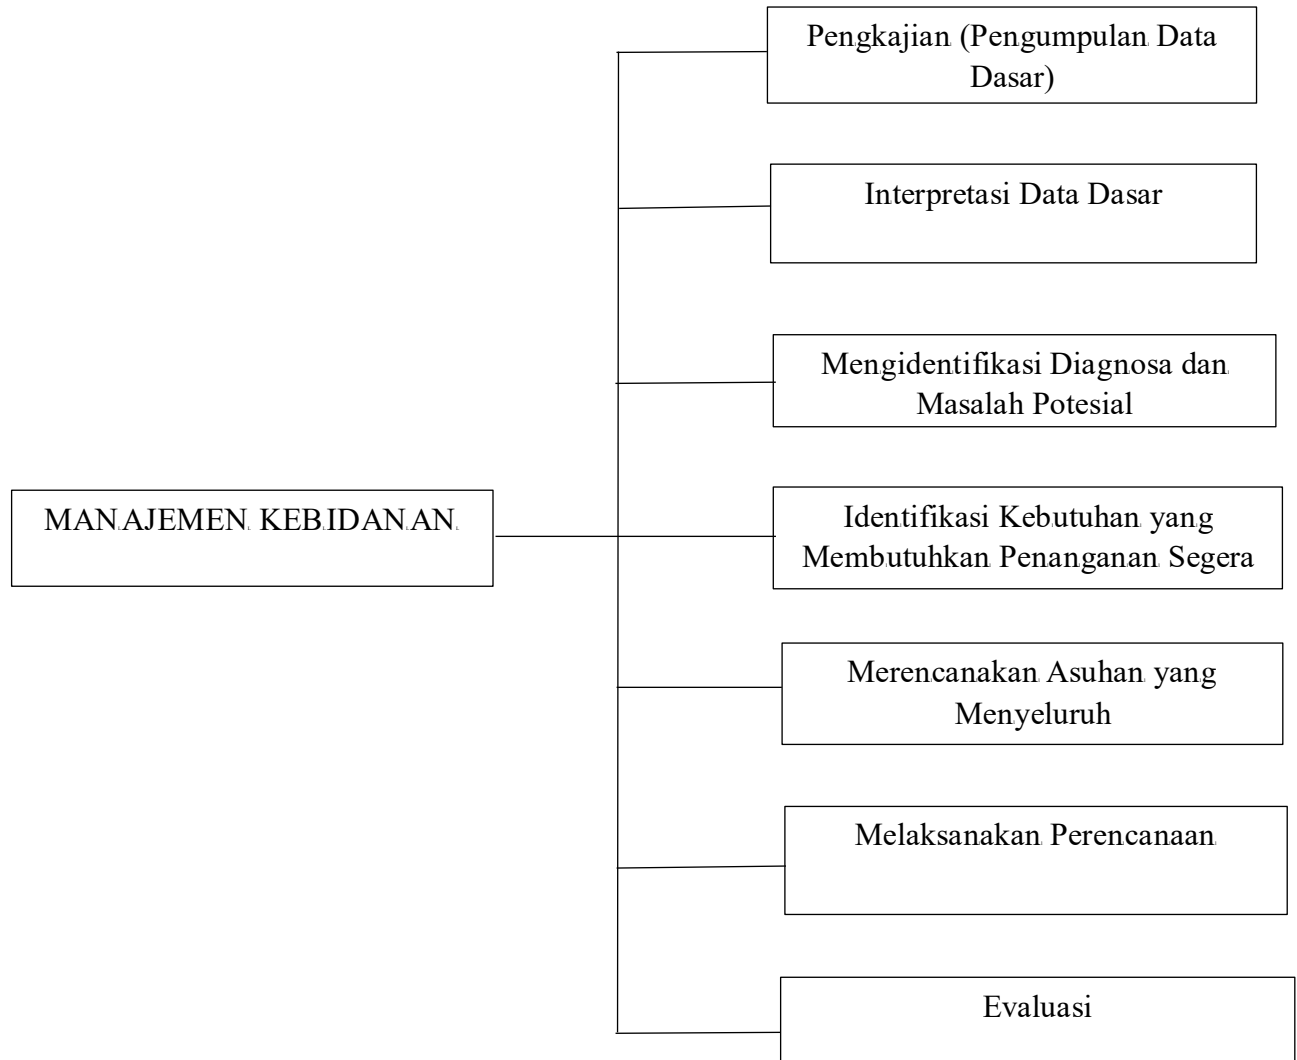 Pengkajian (Pengumpulan Data
Dasar)
Interpretasi Data Dasar
Mengidentifikasi Diagnosa dan
Masalah Potesial
MANAJEMEN KEBIDANAN
Identifikasi Kebutuhan yang
Membutuhkan Penanganan Segera
Merencanakan Asuhan yang
Menyeluruh
Melaksanakan Perencanaan
Evaluasi